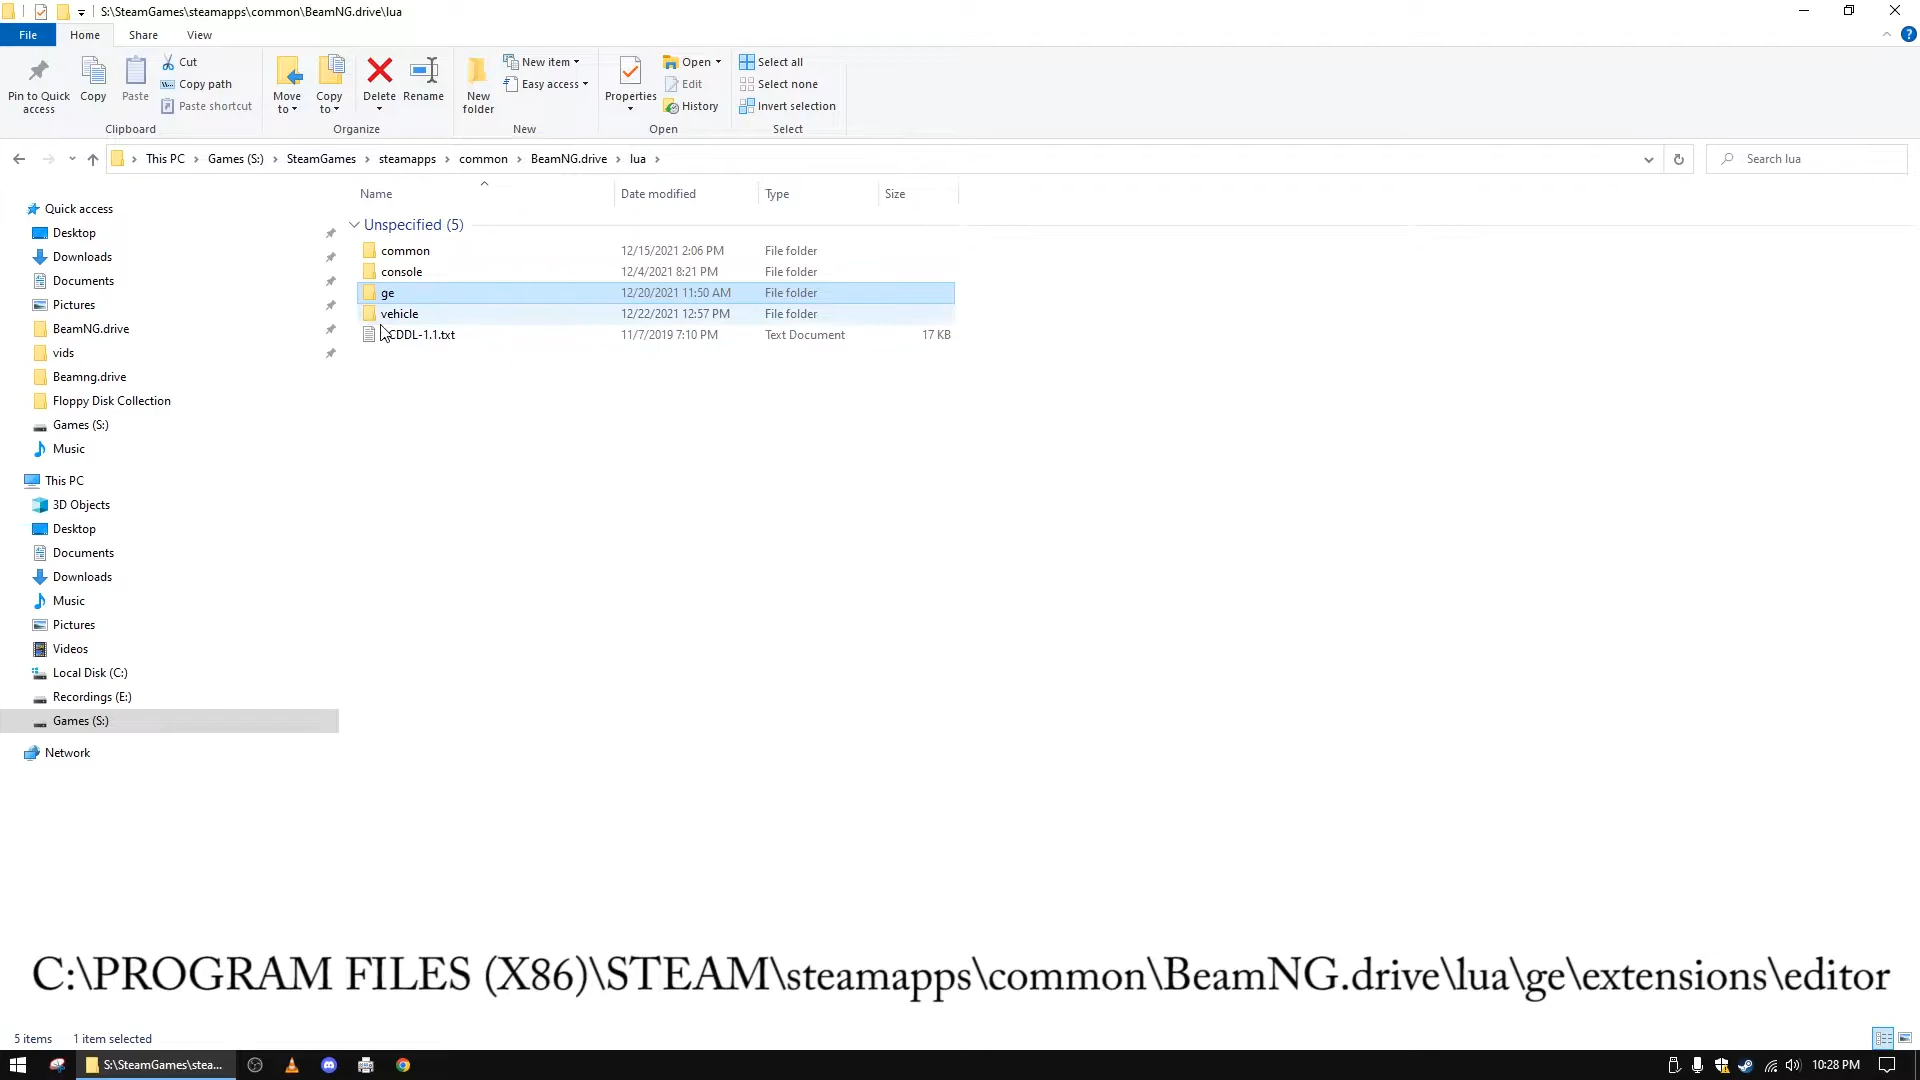 S:\SteamGames\steamapps\common\BeamNG.drive\lua
File Home Share View
Pin to Quick access
Copy
Paste
Cut
Copy path
Paste shortcut
Clipboard
Move to
Copy to
Delete
Rename
Organize
New folder
New item
Easy access
New
Properties
Open
Edit
History
Open
Select all
Select none
Invert selection
Select
This PC > Games (S:) > SteamGames > steamapps > common > BeamNG.drive > lua >
Search lua
Quick access
Desktop
Downloads
Documents
Pictures
BeamNG.drive
vids
Beamng.drive
Floppy Disk Collection
Games (S:)
Music
This PC
3D Objects
Desktop
Documents
Downloads
Music
Pictures
Videos
Local Disk (C:)
Recordings (E:)
Games (S:)
Network
Name Date modified Type Size
Unspecified (5)
common 12/15/2021 2:06 PM File folder
console 12/4/2021 8:21 PM File folder
ge 12/20/2021 11:50 AM File folder
vehicle 12/22/2021 12:57 PM File folder
CDDL-1.1.txt 11/7/2019 7:10 PM Text Document 17 KB
C:\PROGRAM FILES (X86)\STEAM\steamapps\common\BeamNG.drive\lua\ge\extensions\editor
5 items 1 item selected
S:\SteamGames\stea...
10:28 PM